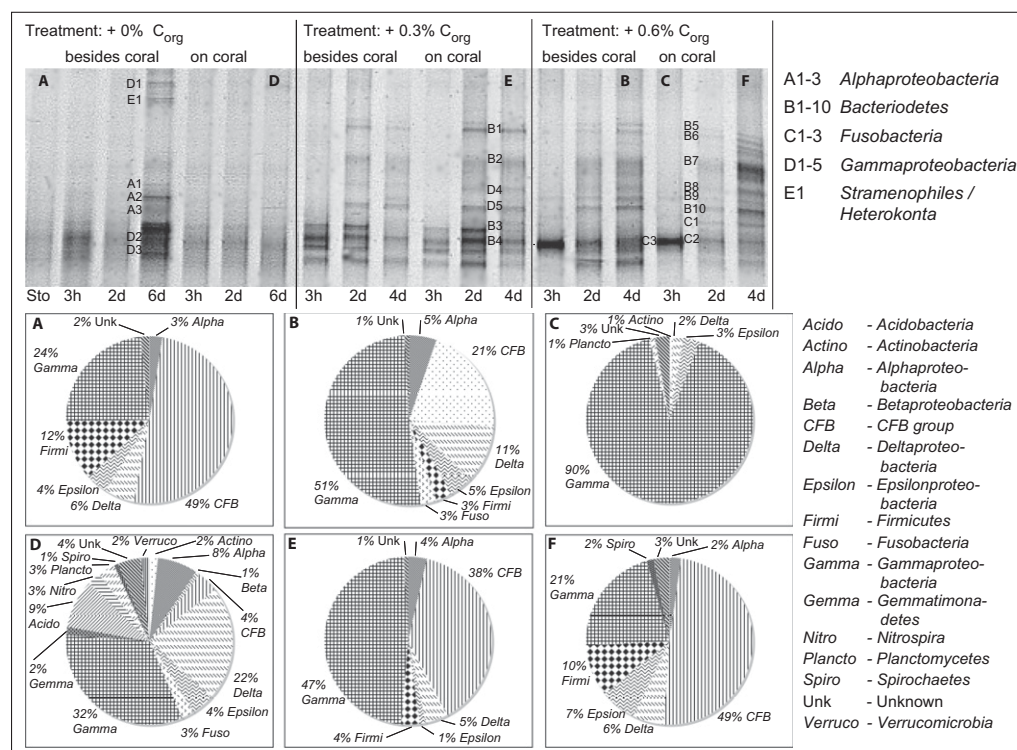 Treatment: + 0% Corg
besides coral on coral
Treatment: + 0.3% Corg
besides coral on coral
Treatment: + 0.6% Corg
besides coral on coral
A
D1
E1
A1
A2
A3
D2
D3
D
E
B1
B2
D4
D5
B3
B4
B
C
F
B5
B6
B7
B8
B9
B10
C1
C2
C3
Sto 3h 2d 6d 3h 2d 6d
3h 2d 4d 3h 2d 4d
3h 2d 4d 3h 2d 4d
A1-3 Alphaproteobacteria
B1-10 Bacteriodetes
C1-3 Fusobacteria
D1-5 Gammaproteobacteria
E1 Stramenophiles /
Heterokonta
A
2% Unk
3% Alpha
24%
Gamma
12%
Firmi
4% Epsilon
6% Delta
49% CFB
B
1% Unk
5% Alpha
21% CFB
11%
Delta
5% Epsilon
3% Firmi
3% Fuso
51%
Gamma
C
1% Actino
2% Delta
3% Unk
3% Epsilon
1% Plancto
90%
Gamma
D
2% Verruco
2% Actino
4% Unk
8% Alpha
1% Spiro
3% Plancto
1%
Beta
3% Nitro
4%
CFB
9%
Acido
22%
Delta
2%
Gemma
4% Epsilon
32%
Gamma
3% Fuso
E
1% Unk
4% Alpha
38% CFB
47%
Gamma
5% Delta
4% Firmi
1% Epsilon
F
3% Unk
2% Spiro
2% Alpha
21%
Gamma
10%
Firmi
7% Epsion
6% Delta
49% CFB
Acido - Acidobacteria
Actino - Actinobacteria
Alpha - Alphaproteo-
bacteria
Beta - Betaproteobacteria
CFB - CFB group
Delta - Deltaproteo-
bacteria
Epsilon - Epsilonproteo-
bacteria
Firmi - Firmicutes
Fuso - Fusobacteria
Gamma - Gammaproteo-
bacteria
Gemma - Gemmatimona-
detes
Nitro - Nitrospira
Plancto - Planctomycetes
Spiro - Spirochaetes
Unk - Unknown
Verruco - Verrucomicrobia